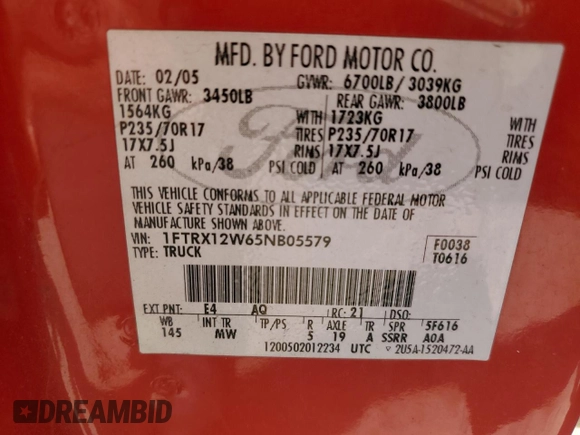 MFD. BY FORD MOTOR CO.
DATE: 02/05 GVWR: 6700LB/ 3039KG
FRONT GAWR: 3450LB REAR GAWR: 3800LB
1564KG WITH 1723KG WITH
P235/70R17 TIRES P235/70R17 TIRES
17X7.5J RIMS 17X7.5J RIMS
AT 260 kPa/38 PSI COLD AT 260 kPa/38 PSI COLD
Ford
THIS VEHICLE CONFORMS TO ALL APPLICABLE FEDERAL MOTOR
VEHICLE SAFETY STANDARDS IN EFFECT ON THE DATE OF
MANUFACTURE SHOWN ABOVE.
VIN: 1FTRX12W65NB05579 F0038
TYPE: TRUCK T0616
EXT PNT: E4 AQ RC: 21 DSO:
WB INT TR TP/PS R AXLE TR SPR 5F616
145 MW 5 19 A SSRR A0A
1200502012234 UTC 2U5A-1520472-AA
DREAMBID